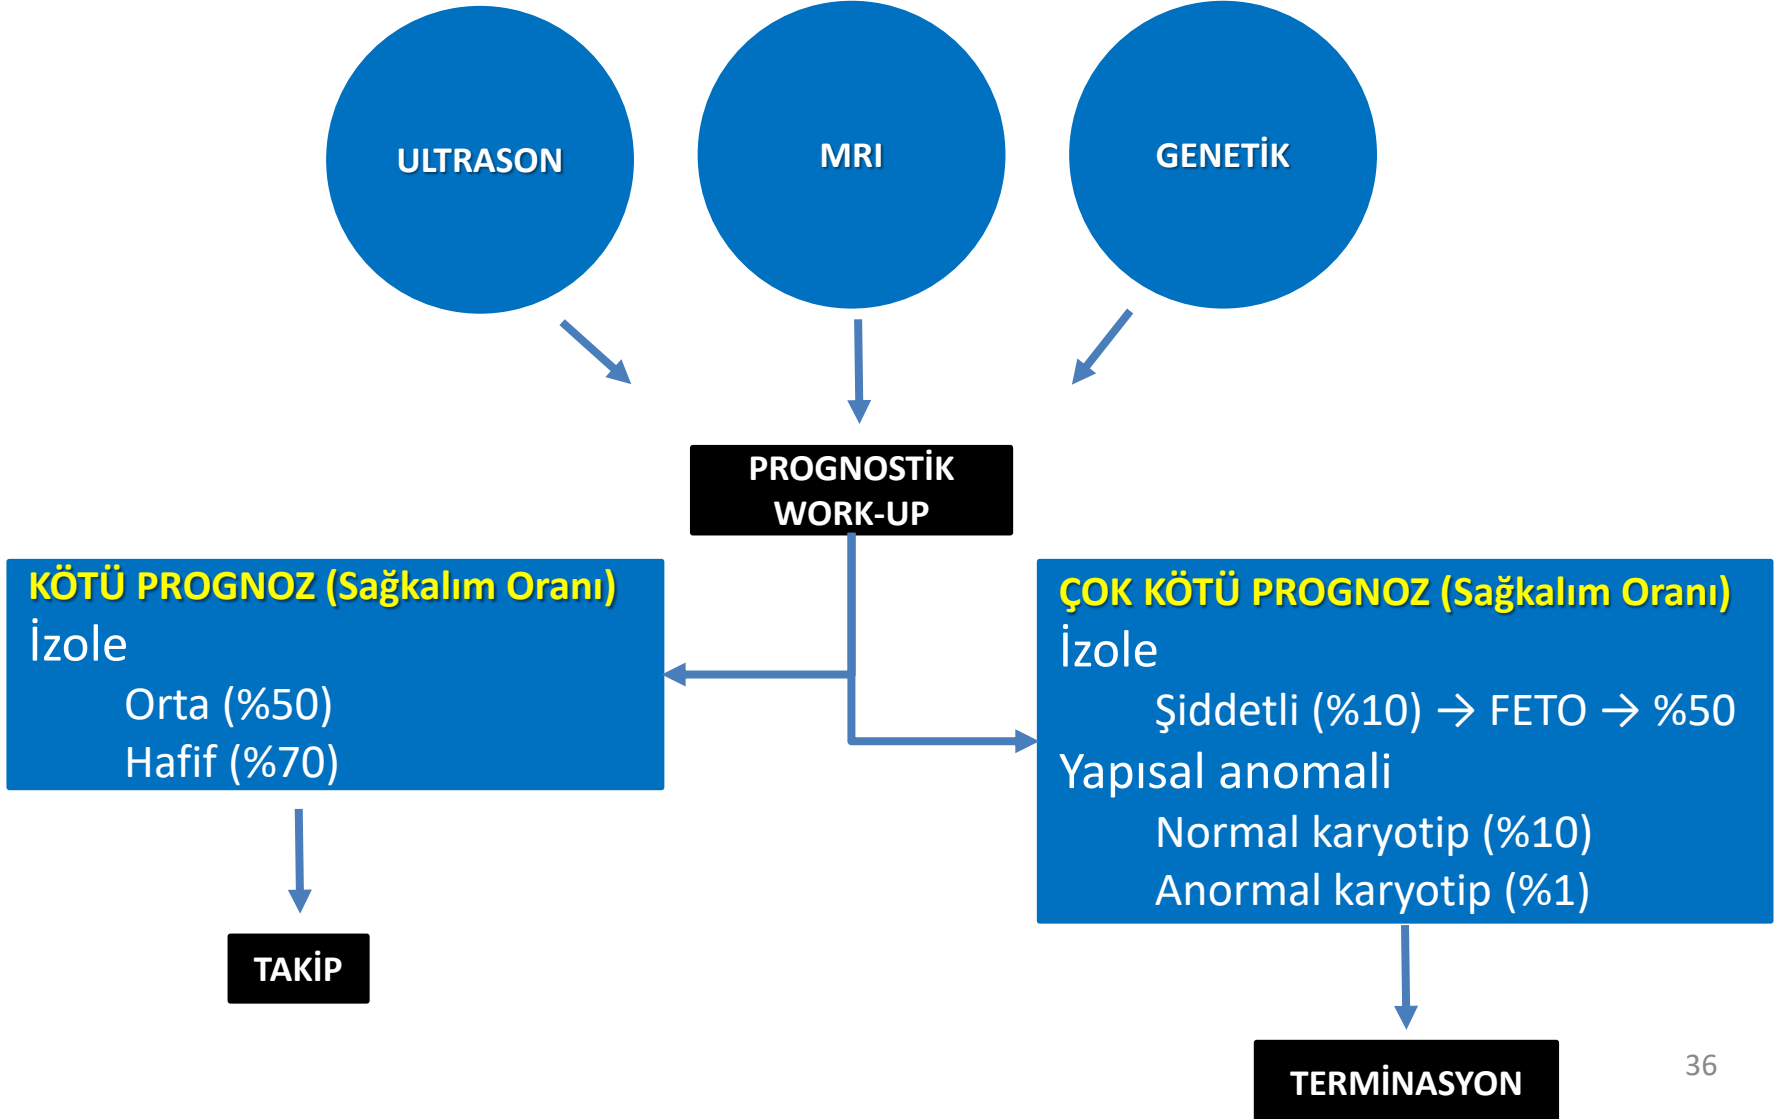 ULTRASON
MRI
GENETİK
PROGNOSTİK
WORK-UP
KÖTÜ PROGNOZ (Sağkalım Oranı)
İzole
Orta (%50)
Hafif (%70)
ÇOK KÖTÜ PROGNOZ (Sağkalım Oranı)
İzole
Şiddetli (%10) → FETO → %50
Yapısal anomali
Normal karyotip (%10)
Anormal karyotip (%1)
TAKİP
TERMİNASYON
36